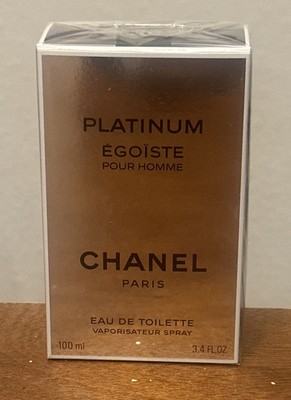 PLATINUM
ÉGOÏSTE
POUR HOMME
CHANEL
PARIS
EAU DE TOILETTE
VAPORISATEUR SPRAY
100 ml 3.4 FL.OZ